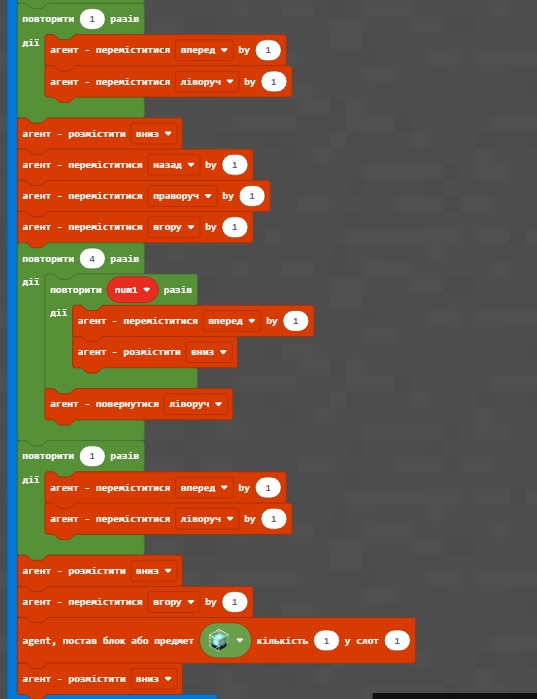 повторити 1 разів
дії
агент - переміститися вперед by 1
агент - переміститися ліворуч by 1
агент - розмістити вниз
агент - переміститися назад by 1
агент - переміститися праворуч by 1
агент - переміститися вгору by 1
повторити 4 разів
дії
повторити num1 разів
дії
агент - переміститися вперед by 1
агент - розмістити вниз
агент - повернутися ліворуч
повторити 1 разів
дії
агент - переміститися вперед by 1
агент - переміститися ліворуч by 1
агент - розмістити вниз
агент - переміститися вгору by 1
agent, постав блок або предмет кількість 1 у слот 1
агент - розмістити вниз